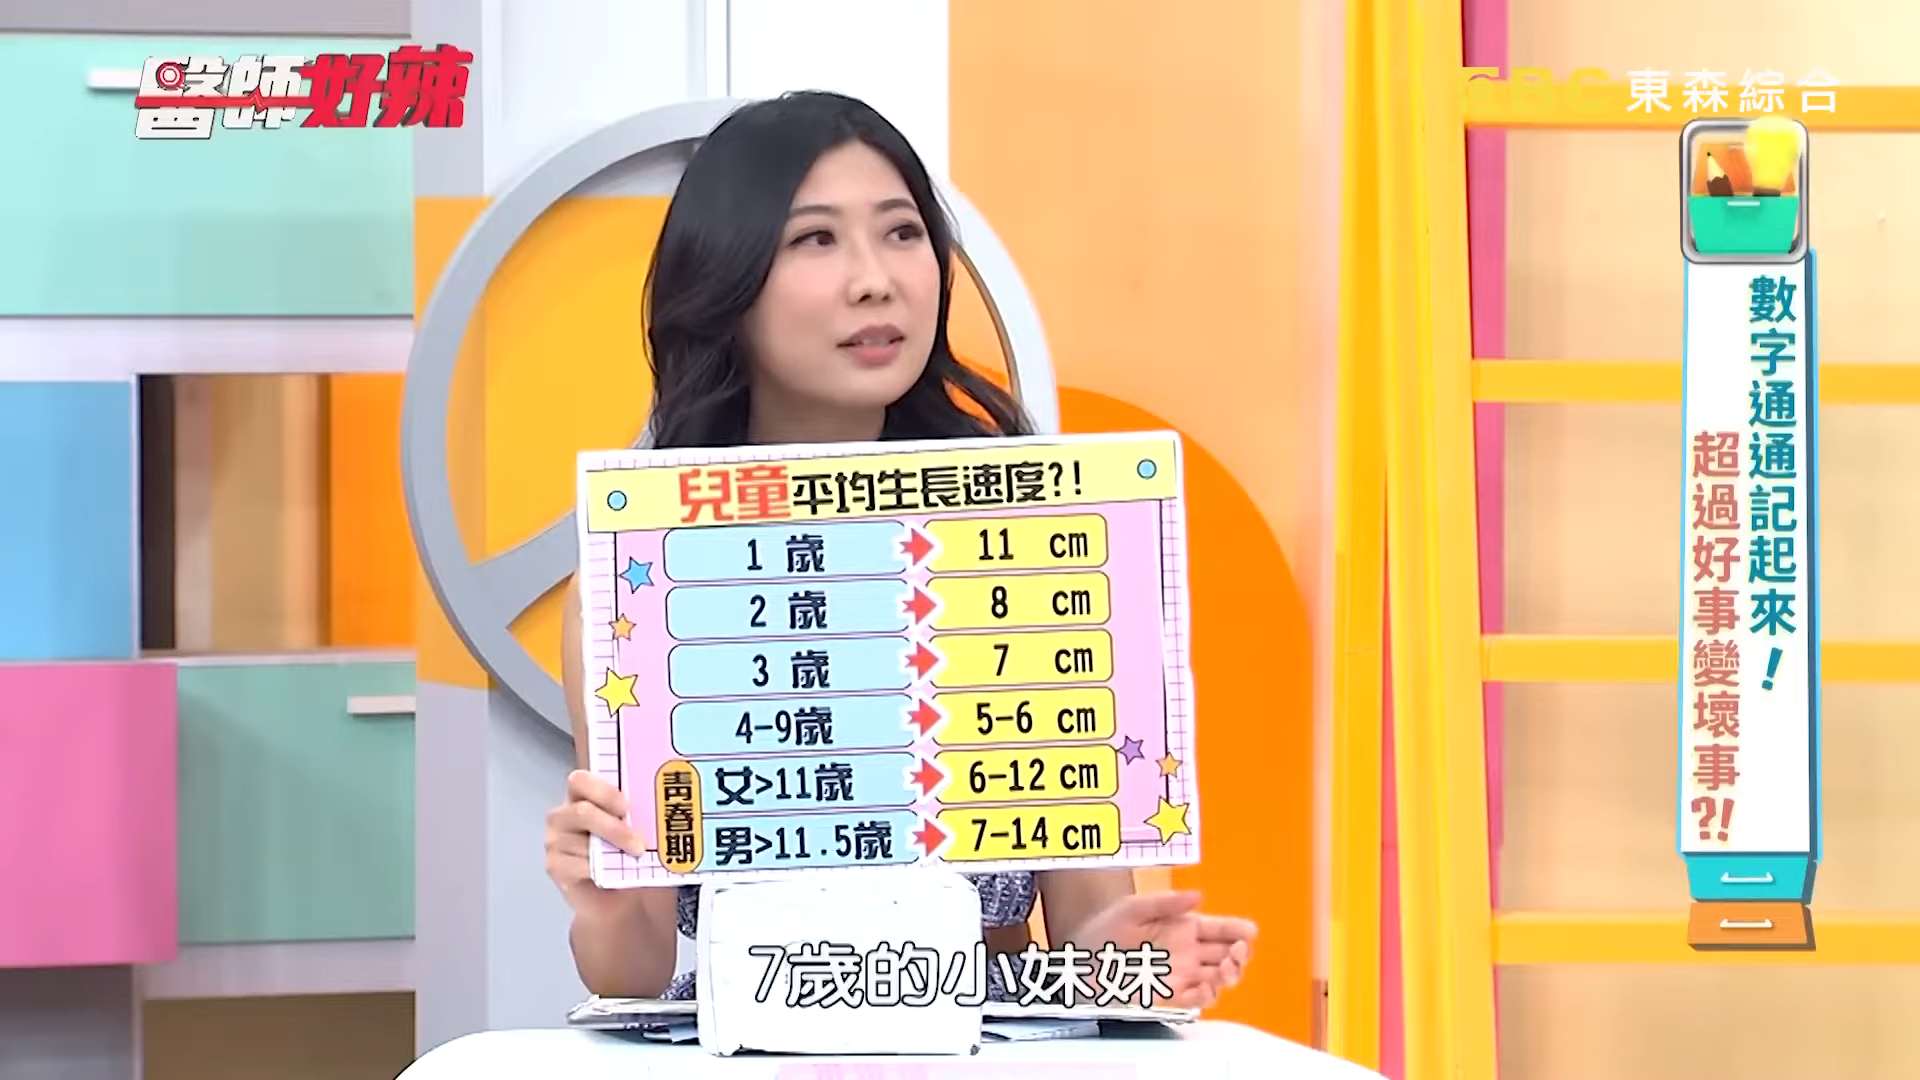 醫師好辣
EBC 東森綜合
數字通通記起來！
超過好事變壞事?!
兒童平均生長速度?!
1 歲 11 cm
2 歲 8 cm
3 歲 7 cm
4-9歲 5-6 cm
青春期
女>11歲 6-12 cm
男>11.5歲 7-14 cm
7歲的小妹妹